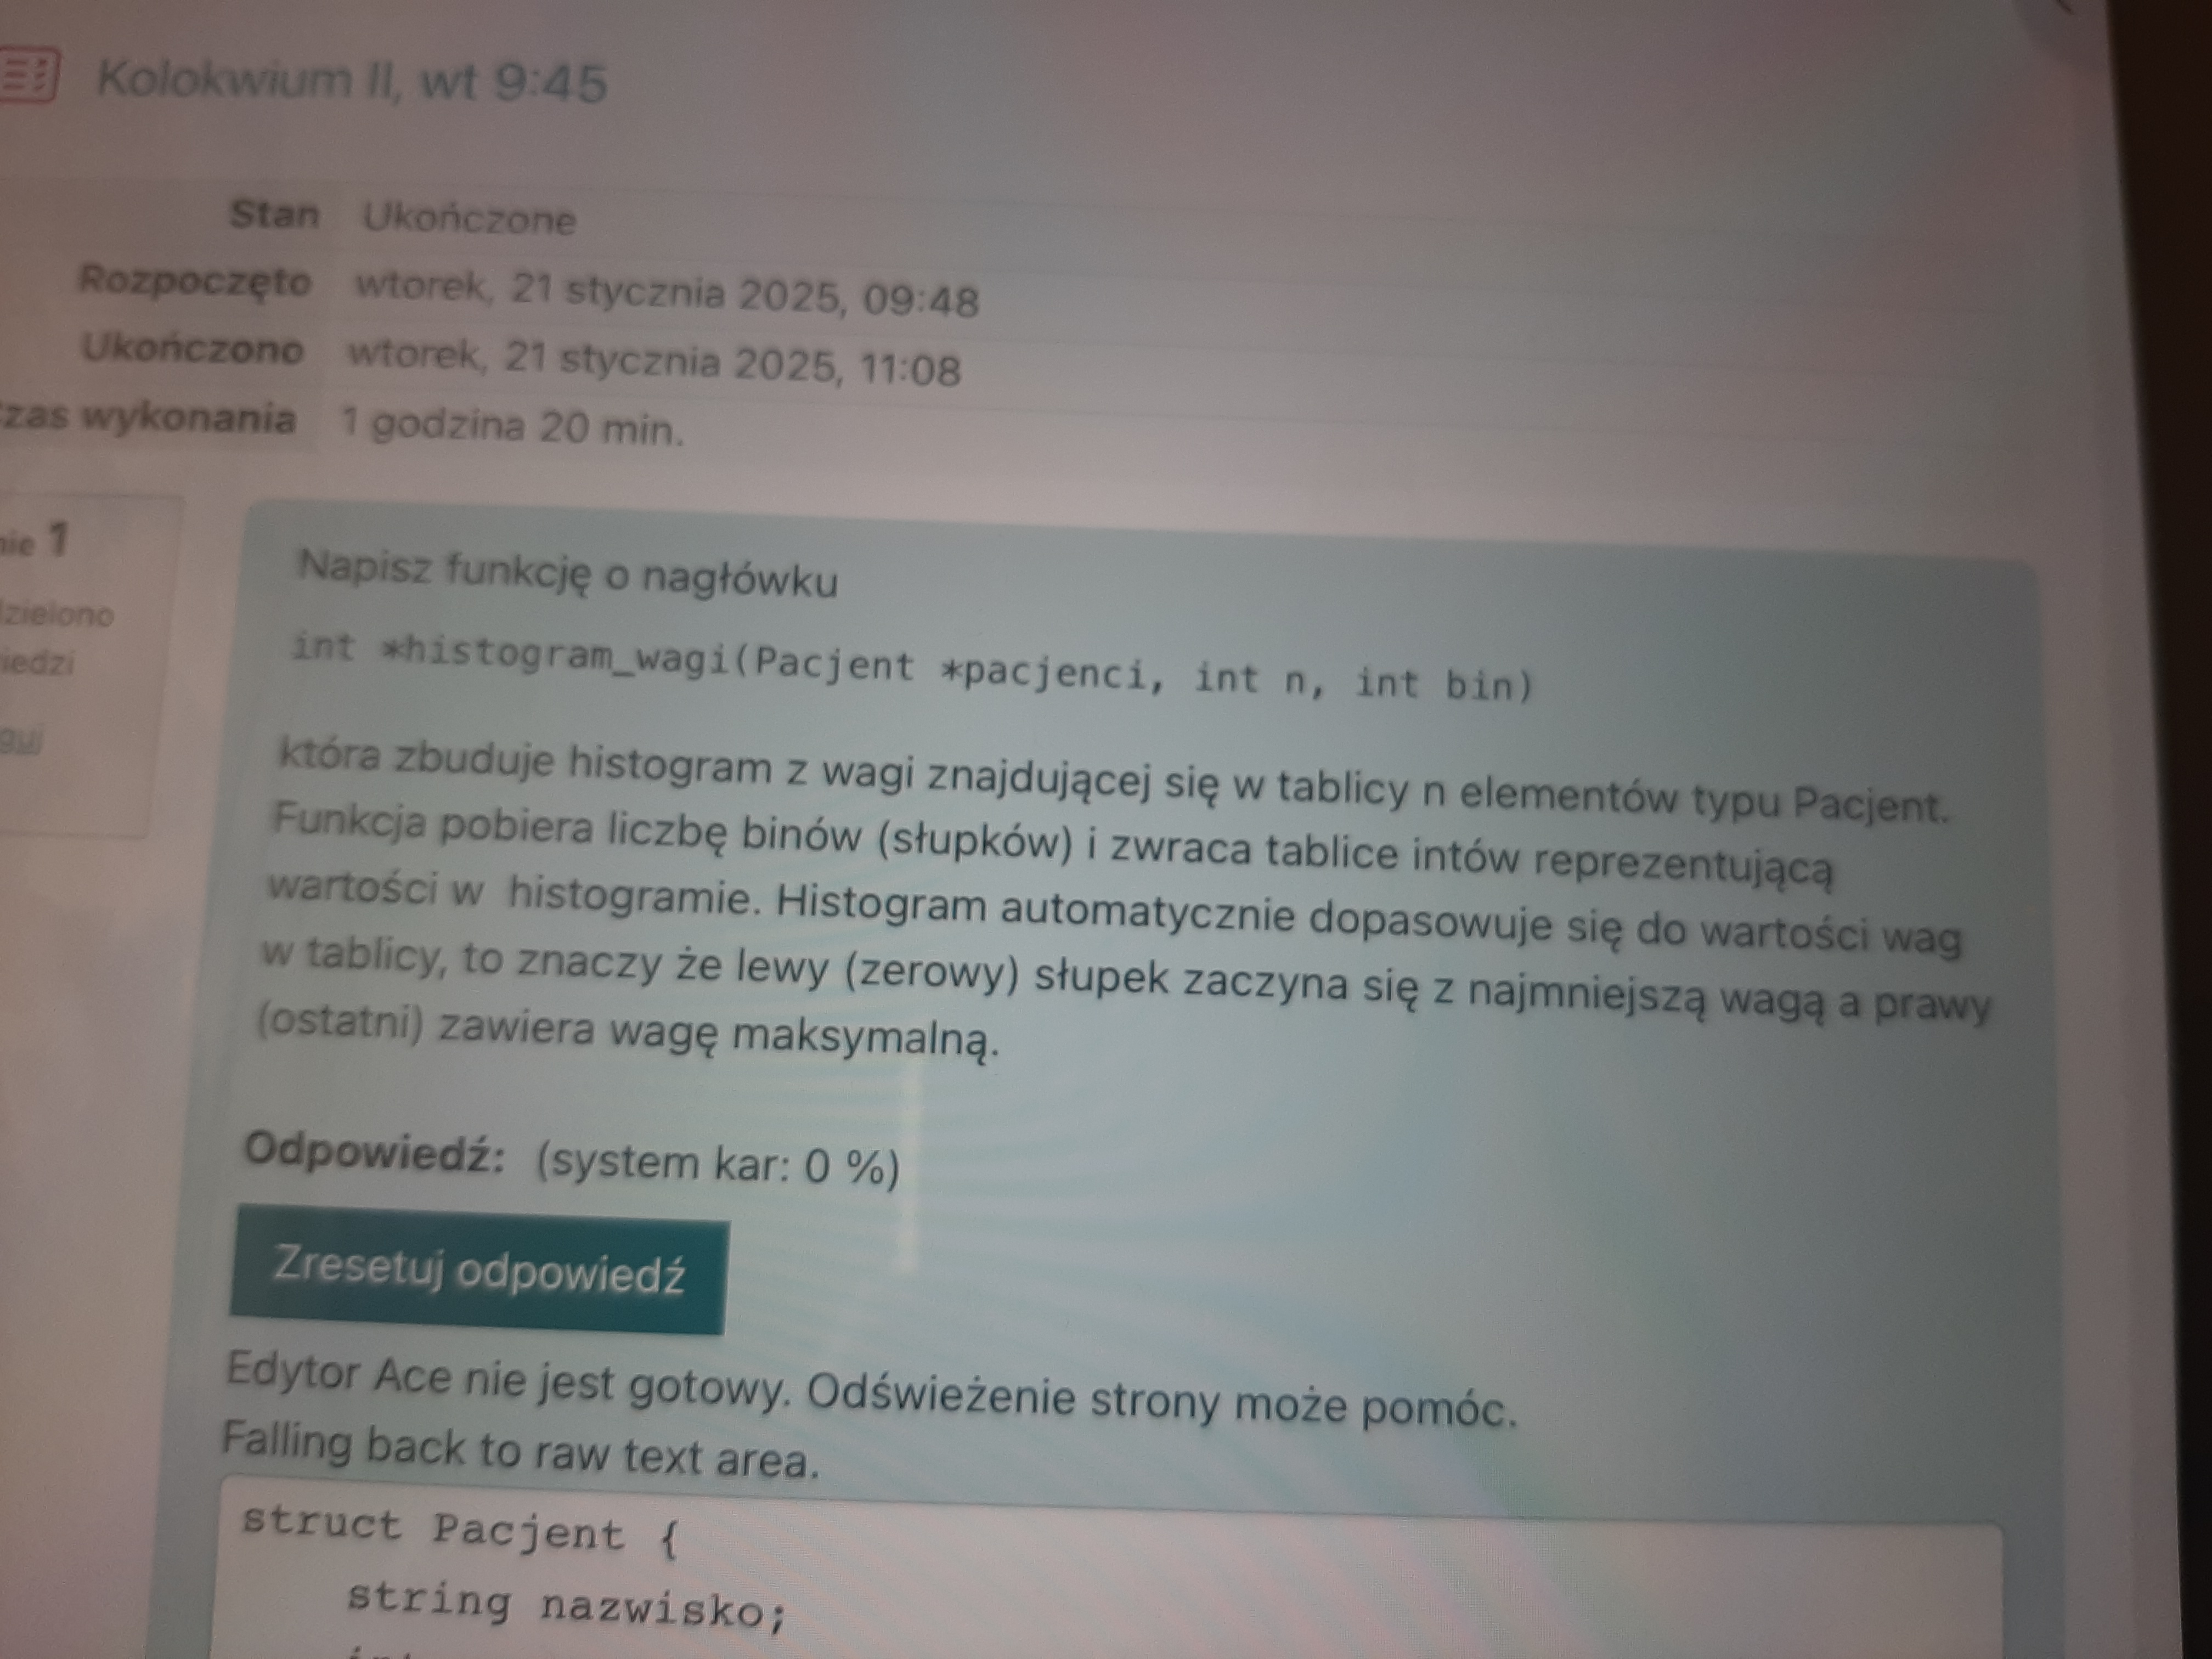 Kolokwium II, wt 9:45
Stan Ukończone
Rozpoczęto wtorek, 21 stycznia 2025, 09:48
Ukończono wtorek, 21 stycznia 2025, 11:08
zas wykonania 1 godzina 20 min.
nie 1
dzielono
iedzi
Napisz funkcję o nagłówku
int *histogram_wagi(Pacjent *pacjenci, int n, int bin)
która zbuduje histogram z wagi znajdującej się w tablicy n elementów typu Pacjent.
Funkcja pobiera liczbę binów (słupków) i zwraca tablice intów reprezentującą
wartości w histogramie. Histogram automatycznie dopasowuje się do wartości wag
w tablicy, to znaczy że lewy (zerowy) słupek zaczyna się z najmniejszą wagą a prawy
(ostatni) zawiera wagę maksymalną.
Odpowiedź: (system kar: 0 %)
Zresetuj odpowiedź
Edytor Ace nie jest gotowy. Odświeżenie strony może pomóc.
Falling back to raw text area.
struct Pacjent {
string nazwisko;